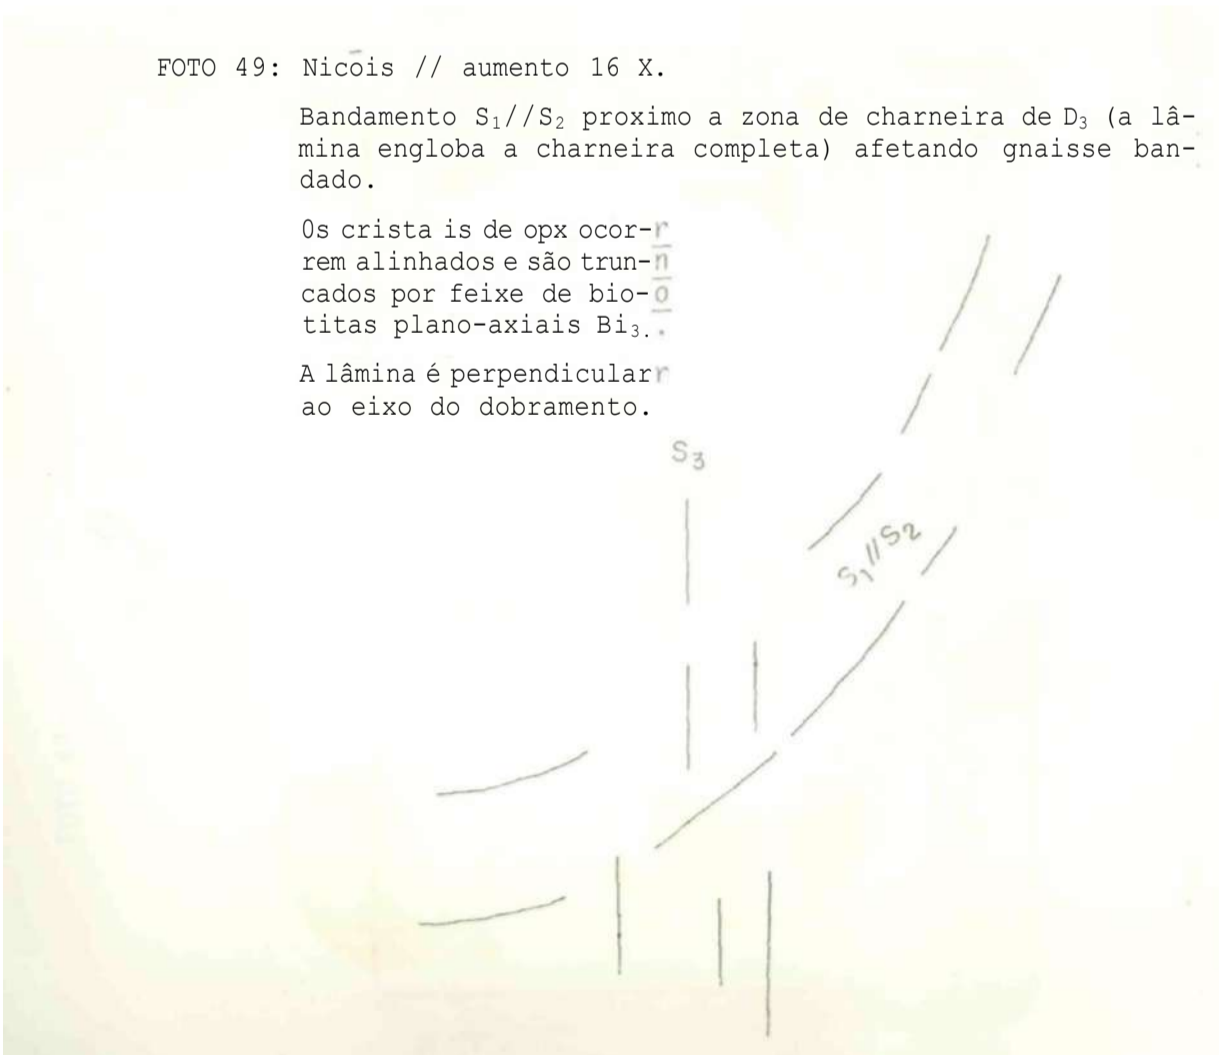 FOTO 49: Nicōis // aumento 16 X.
Bandamento S₁//S₂ proximo a zona de charneira de D₃ (a lâ-
mina engloba a charneira completa) afetando gnaisse ban-
dado.
Os crista is de opx ocor-r
rem alinhados e são trun-n
cados por feixe de bio-o
titas plano-axiais Bi₃..
A lâmina é perpendicularr
ao eixo do dobramento.
S₃
S₁//S₂